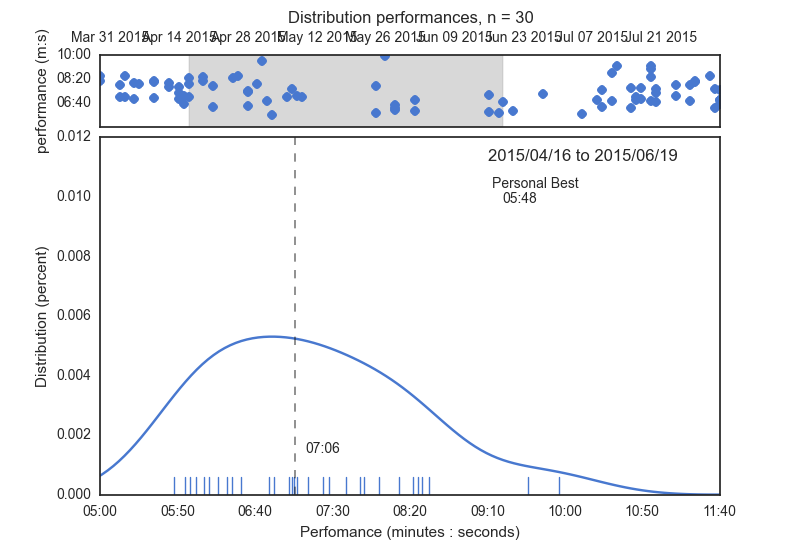 Distribution performances, n = 30
Mar 31 2015 Apr 14 2015 Apr 28 2015 May 12 2015 May 26 2015 Jun 09 2015 Jun 23 2015 Jul 07 2015 Jul 21 2015
10:00
08:20
06:40
performance (m:s)
0.012
2015/04/16 to 2015/06/19
Personal Best
05:48
0.010
0.008
0.006
0.004
0.002
0.000
Distribution (percent)
07:06
05:00 05:50 06:40 07:30 08:20 09:10 10:00 10:50 11:40
Perfomance (minutes : seconds)